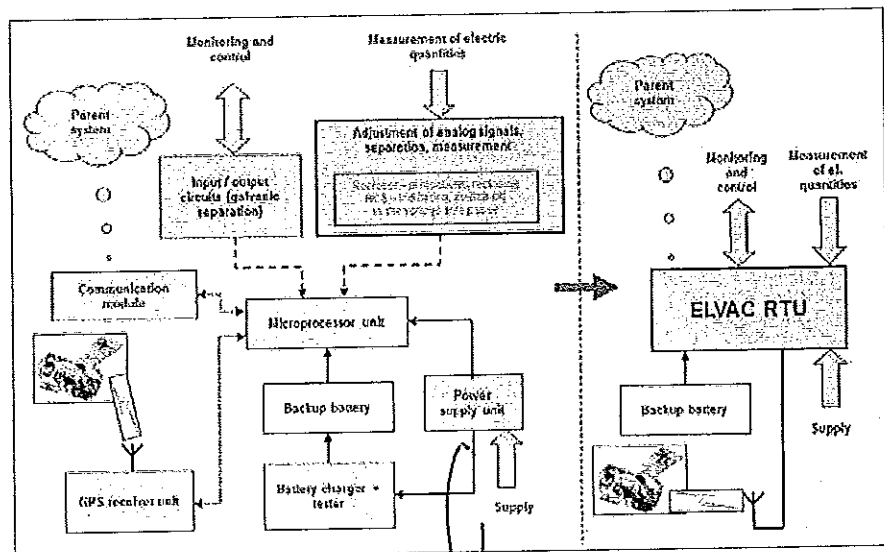 Monitoring and
control
Measurement of electric
quantities
Parent
system
Input / output
circuits (galvanic
separation)
Adjustment of analog signals,
separation, measurement
Communication
module
Microprocessor unit
Backup battery
Power
supply unit
GPS receiver unit
Battery charger +
tester
Supply
Parent
system
Monitoring
and
control
Measurement
of el.
quantities
ELVAC RTU
Backup battery
Supply